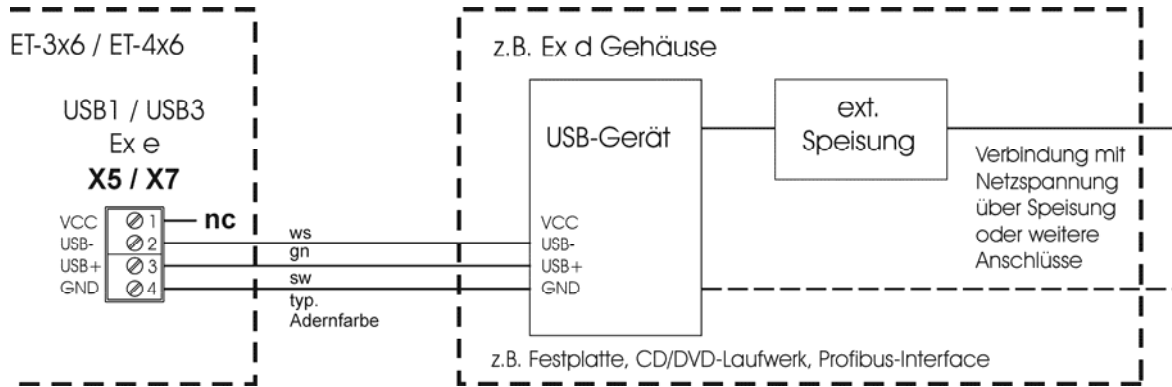 ET-3x6 / ET-4x6
USB1 / USB3
Ex e
X5 / X7
VCC 1 nc
USB- 2
USB+ 3
GND 4
ws
gn
sw
typ.
Adernfarbe
z.B. Ex d Gehäuse
USB-Gerät
VCC
USB-
USB+
GND
ext.
Speisung
Verbindung mit
Netzspannung
über Speisung
oder weitere
Anschlüsse
z.B. Festplatte, CD/DVD-Laufwerk, Profibus-Interface